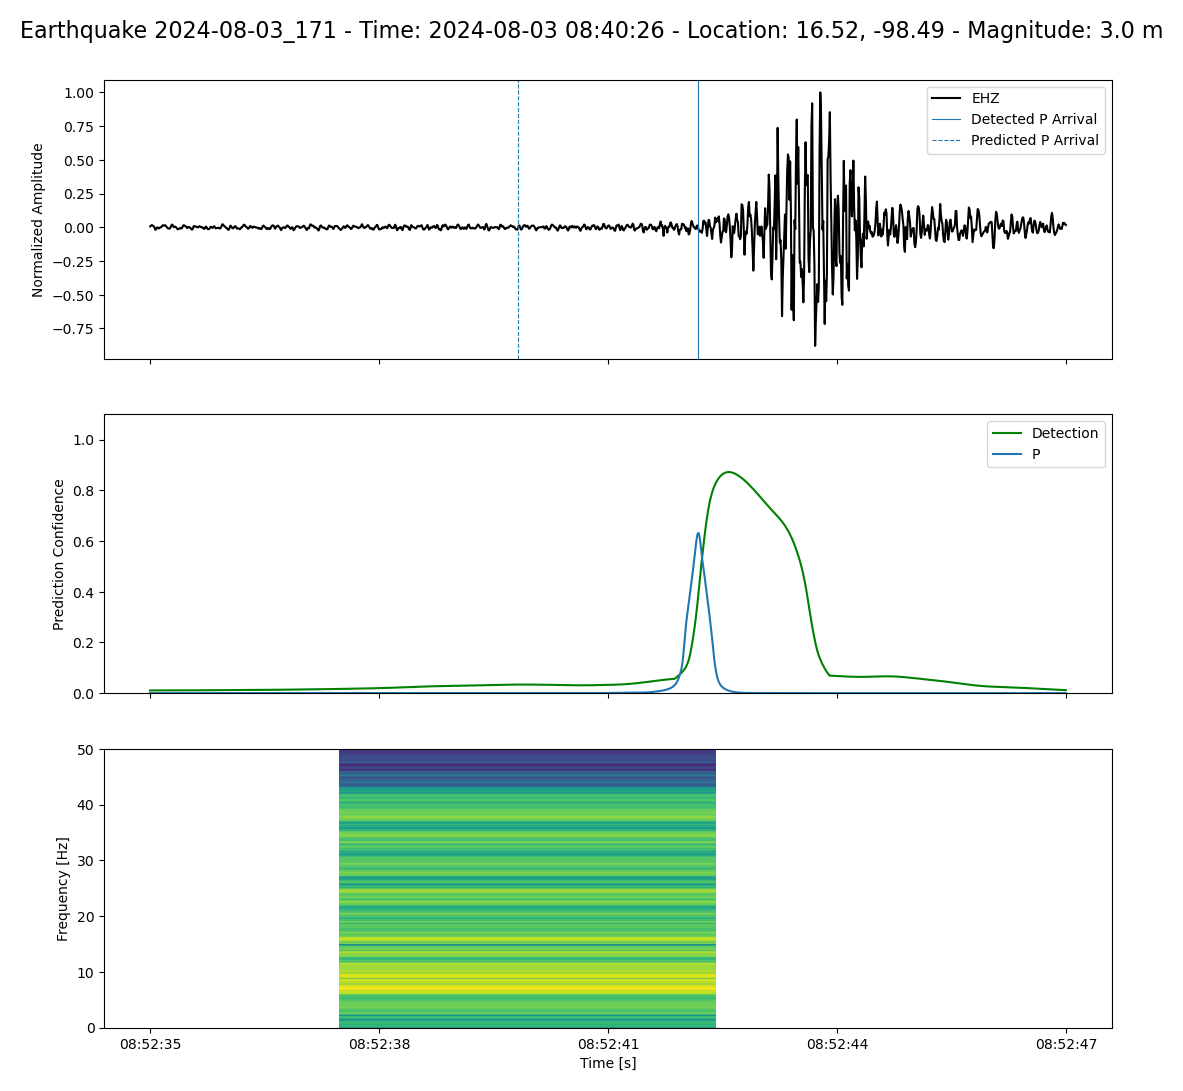 Earthquake 2024-08-03_171 - Time: 2024-08-03 08:40:26 - Location: 16.52, -98.49 - Magnitude: 3.0 m
Normalized Amplitude
1.00
0.75
0.50
0.25
0.00
−0.25
−0.50
−0.75
EHZ
Detected P Arrival
Predicted P Arrival
Prediction Confidence
1.0
0.8
0.6
0.4
0.2
0.0
Detection
P
Frequency [Hz]
50
40
30
20
10
0
08:52:35 08:52:38 08:52:41 08:52:44 08:52:47
Time [s]